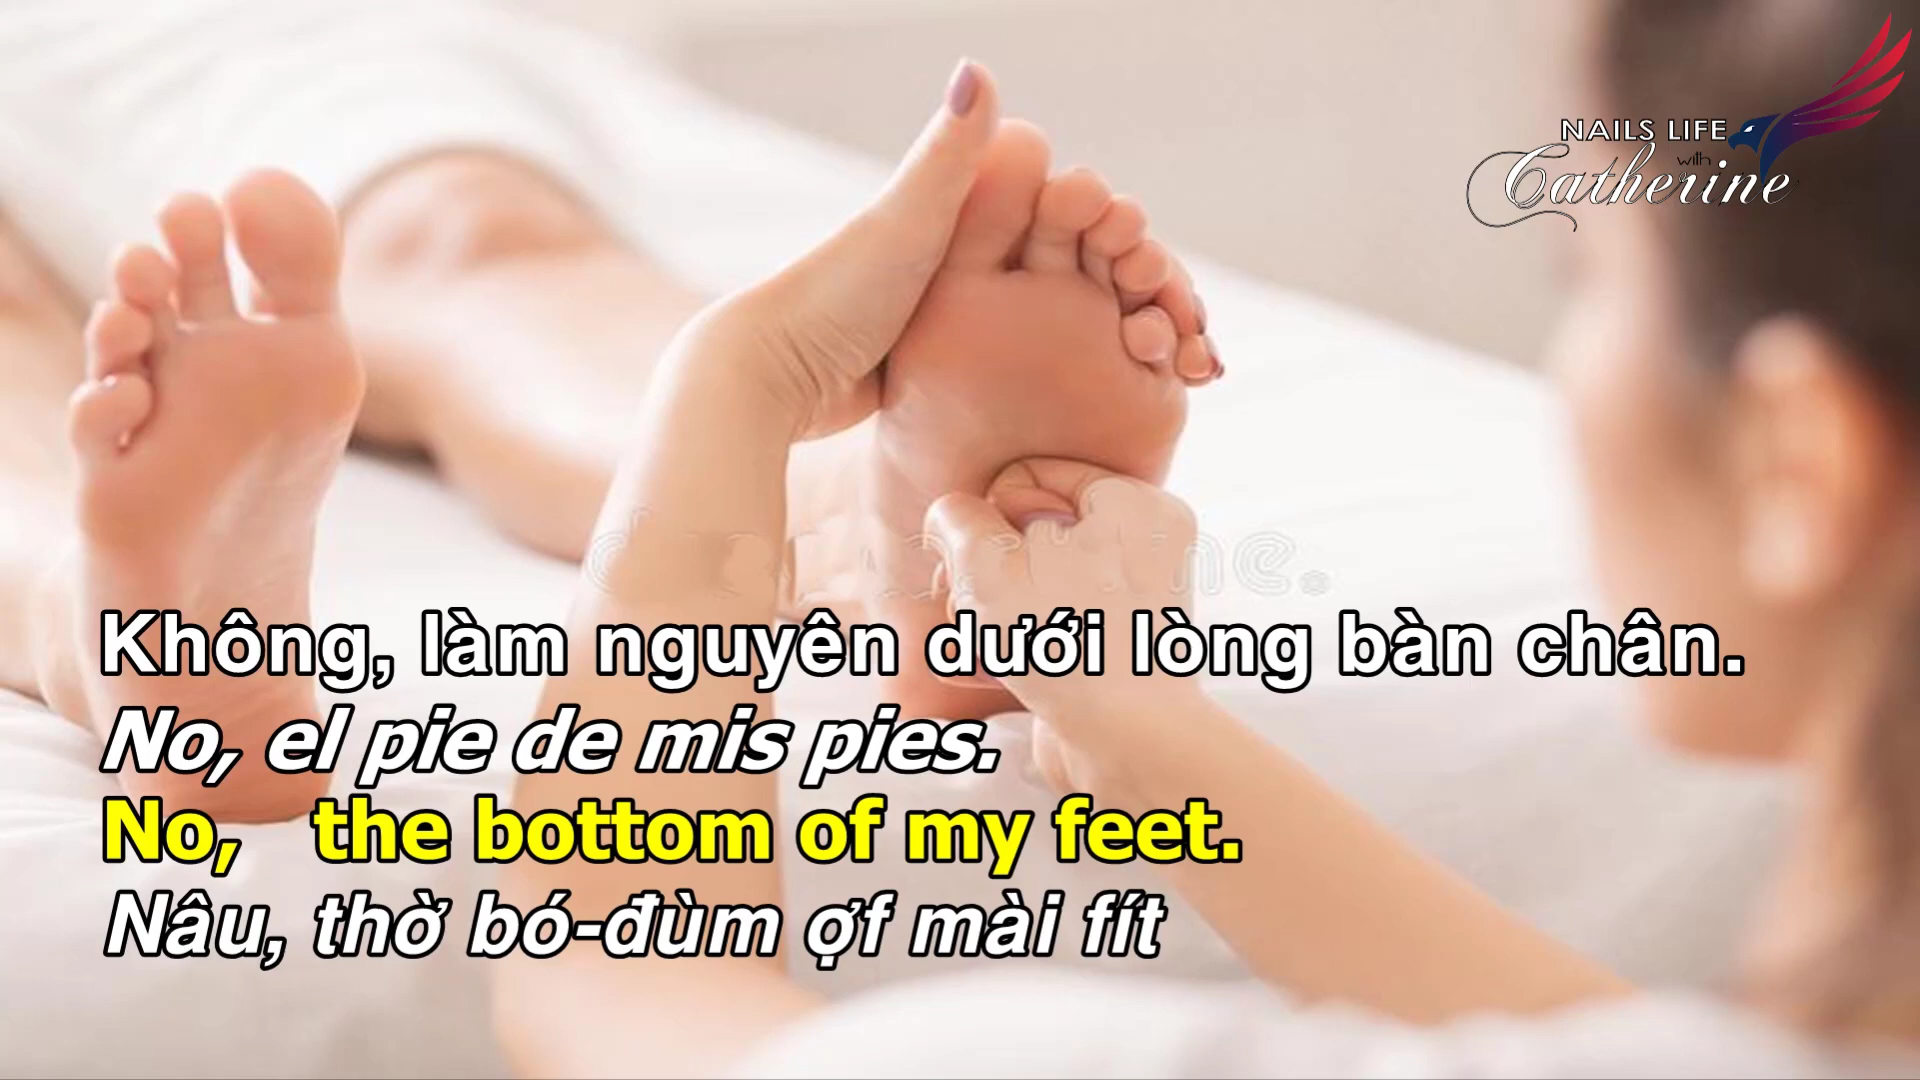 NAILS LIFE
with
Catherine
Không, làm nguyên dưới lòng bàn chân.
No, el pie de mis pies.
No, the bottom of my feet.
Nâu, thờ bó-đùm ợf mài fít